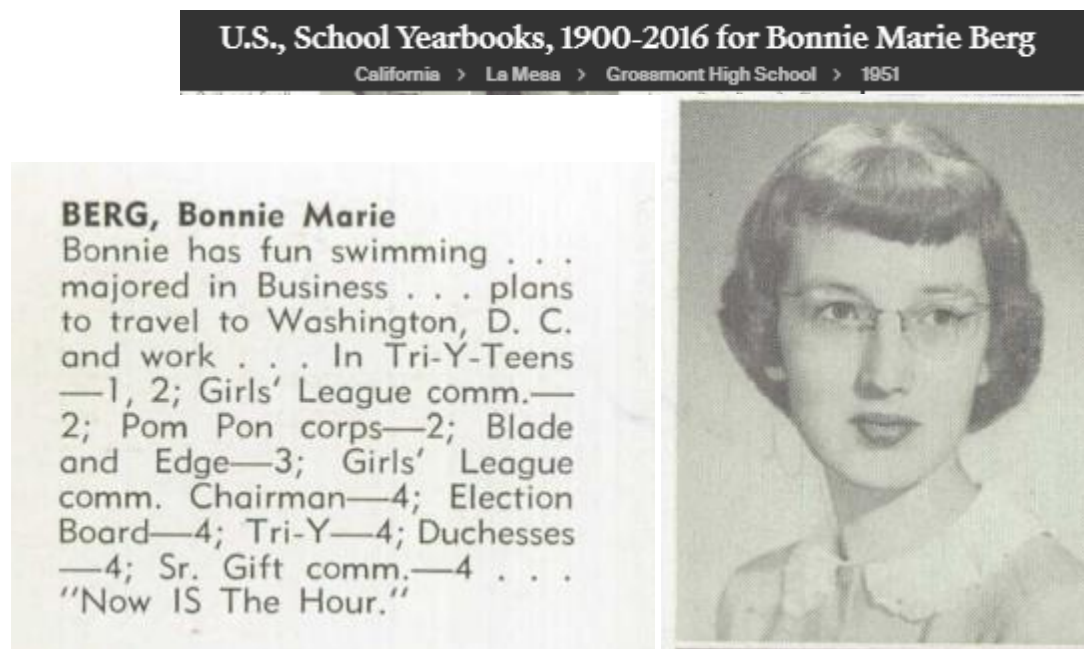 U.S., School Yearbooks, 1900-2016 for Bonnie Marie Berg
California > La Mesa > Grossmont High School > 1951
BERG, Bonnie Marie
Bonnie has fun swimming . . .
majored in Business . . . plans
to travel to Washington, D. C.
and work . . . In Tri-Y-Teens
—1, 2; Girls' League comm.—
2; Pom Pon corps—2; Blade
and Edge—3; Girls' League
comm. Chairman—4; Election
Board—4; Tri-Y—4; Duchesses
—4; Sr. Gift comm.—4 . . .
"Now IS The Hour."